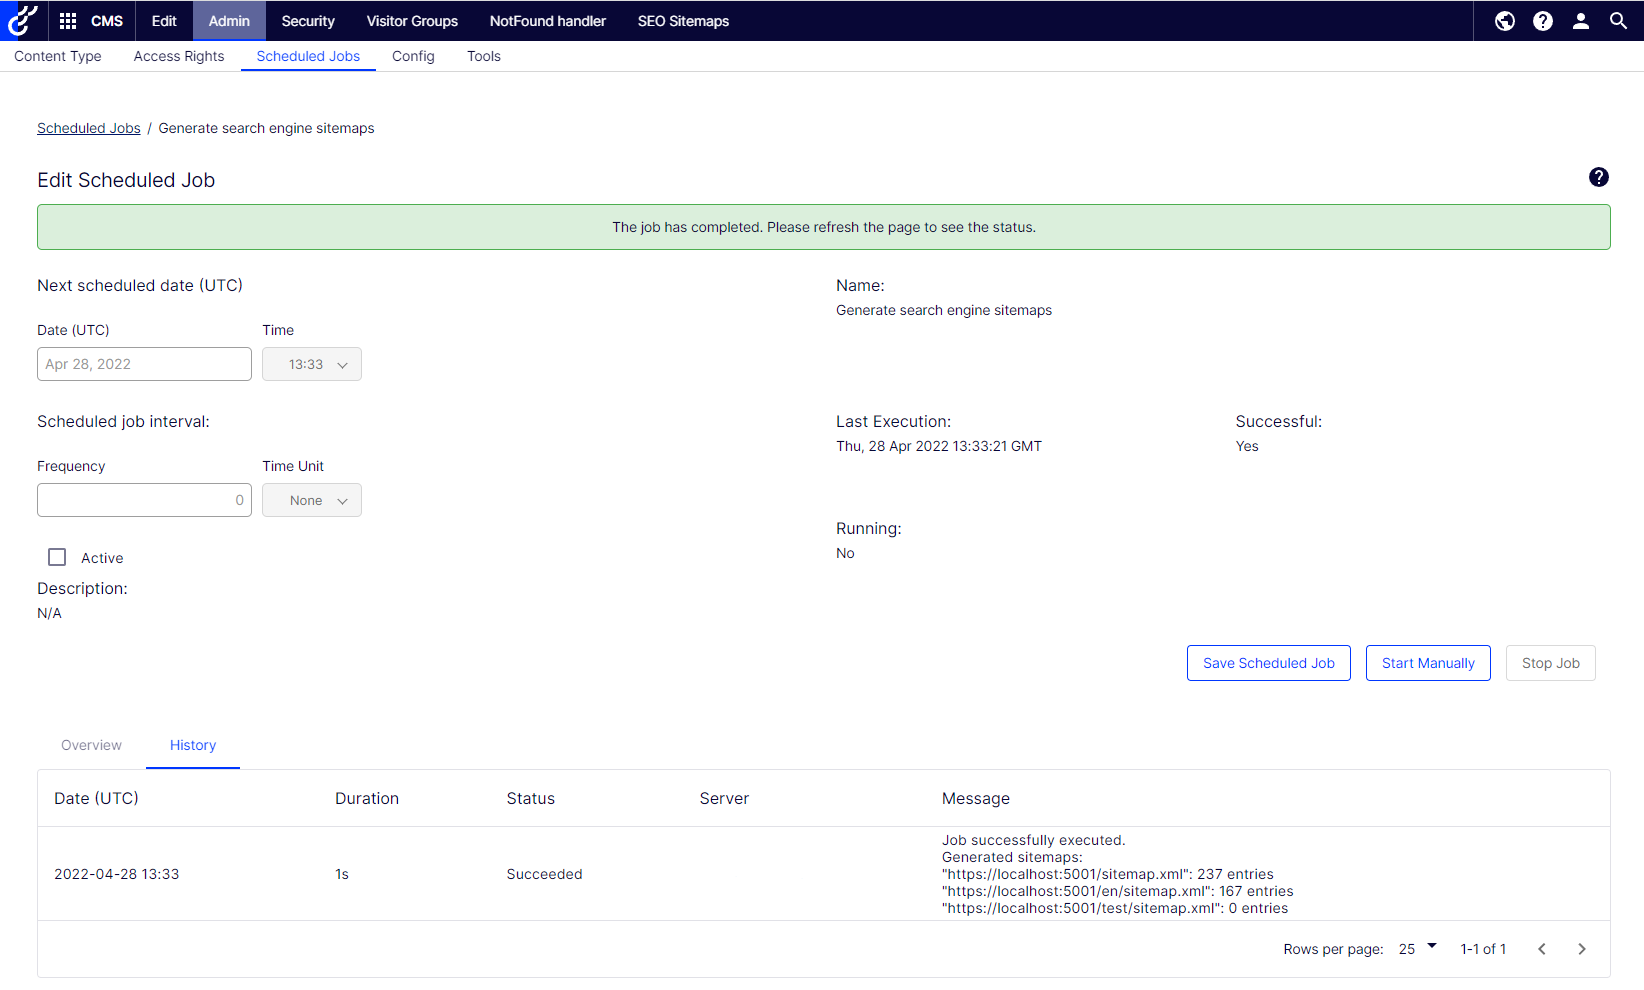 CMS Edit Admin Security Visitor Groups NotFound handler SEO Sitemaps
Content Type Access Rights Scheduled Jobs Config Tools
Scheduled Jobs / Generate search engine sitemaps
Edit Scheduled Job
The job has completed. Please refresh the page to see the status.
Next scheduled date (UTC)
Date (UTC) Time
Apr 28, 2022 13:33
Name:
Generate search engine sitemaps
Scheduled job interval:
Frequency Time Unit
0 None
Last Execution:
Thu, 28 Apr 2022 13:33:21 GMT
Successful:
Yes
Running:
No
Active
Description:
N/A
Save Scheduled Job Start Manually Stop Job
Overview History
Date (UTC) Duration Status Server Message
2022-04-28 13:33 1s Succeeded
Job successfully executed.
Generated sitemaps:
"https://localhost:5001/sitemap.xml": 237 entries
"https://localhost:5001/en/sitemap.xml": 167 entries
"https://localhost:5001/test/sitemap.xml": 0 entries
Rows per page: 25 1-1 of 1